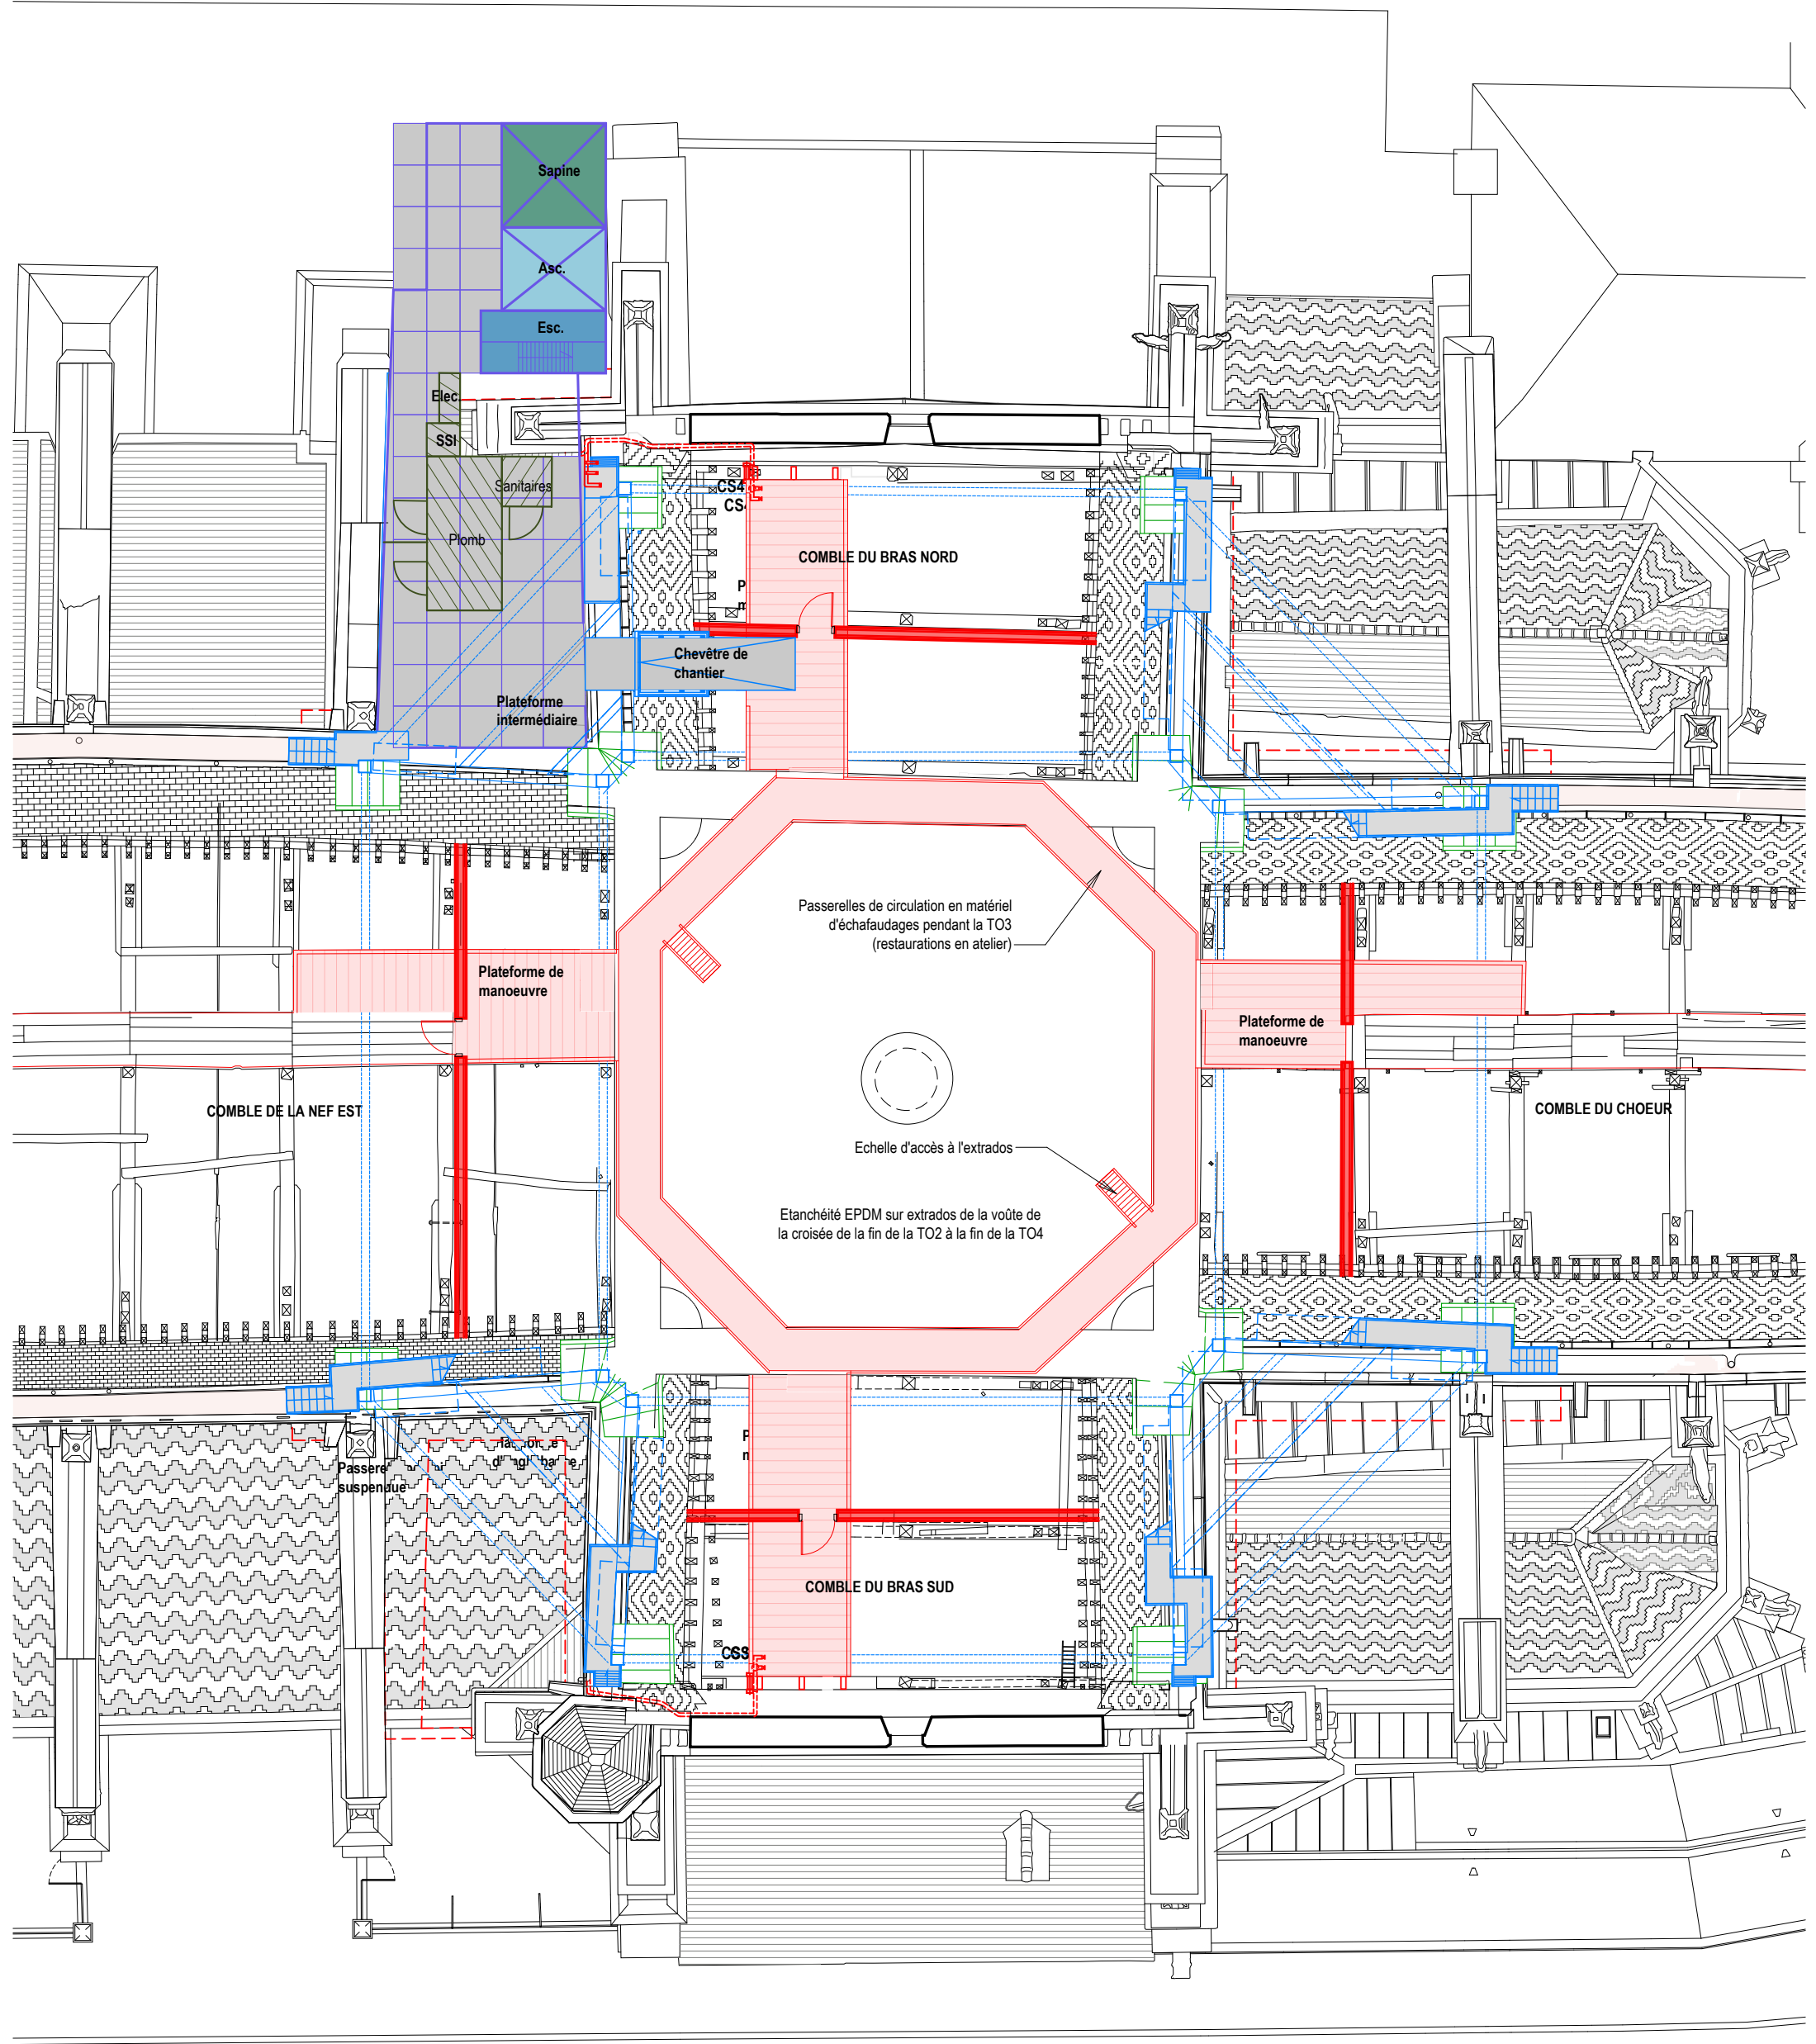 Sapine
Asc.
Esc.
Elec.
SSI
Sanitaires
Plomb
CS4
CS4
COMBLE DU BRAS NORD
Chevêtre de
chantier
Plateforme
intermédiaire
Passerelles de circulation en matériel
d'échafaudages pendant la TO3
(restaurations en atelier)
Plateforme de
manoeuvre
Plateforme de
manoeuvre
COMBLE DE LA NEF EST
COMBLE DU CHOEUR
Echelle d'accès à l'extrados
Etanchéité EPDM sur extrados de la voûte de
la croisée de la fin de la TO2 à la fin de la TO4
suspendue
COMBLE DU BRAS SUD